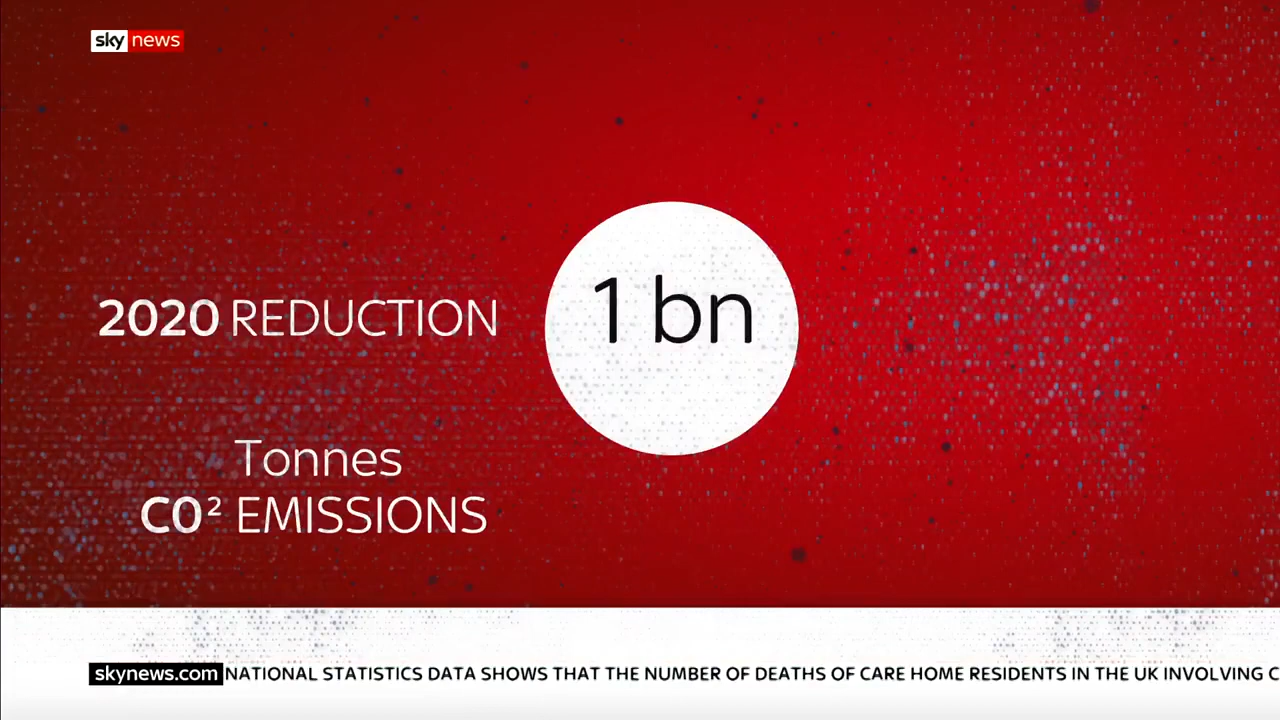 sky news
2020 REDUCTION
1 bn
Tonnes
C0² EMISSIONS
skynews.com NATIONAL STATISTICS DATA SHOWS THAT THE NUMBER OF DEATHS OF CARE HOME RESIDENTS IN THE UK INVOLVING